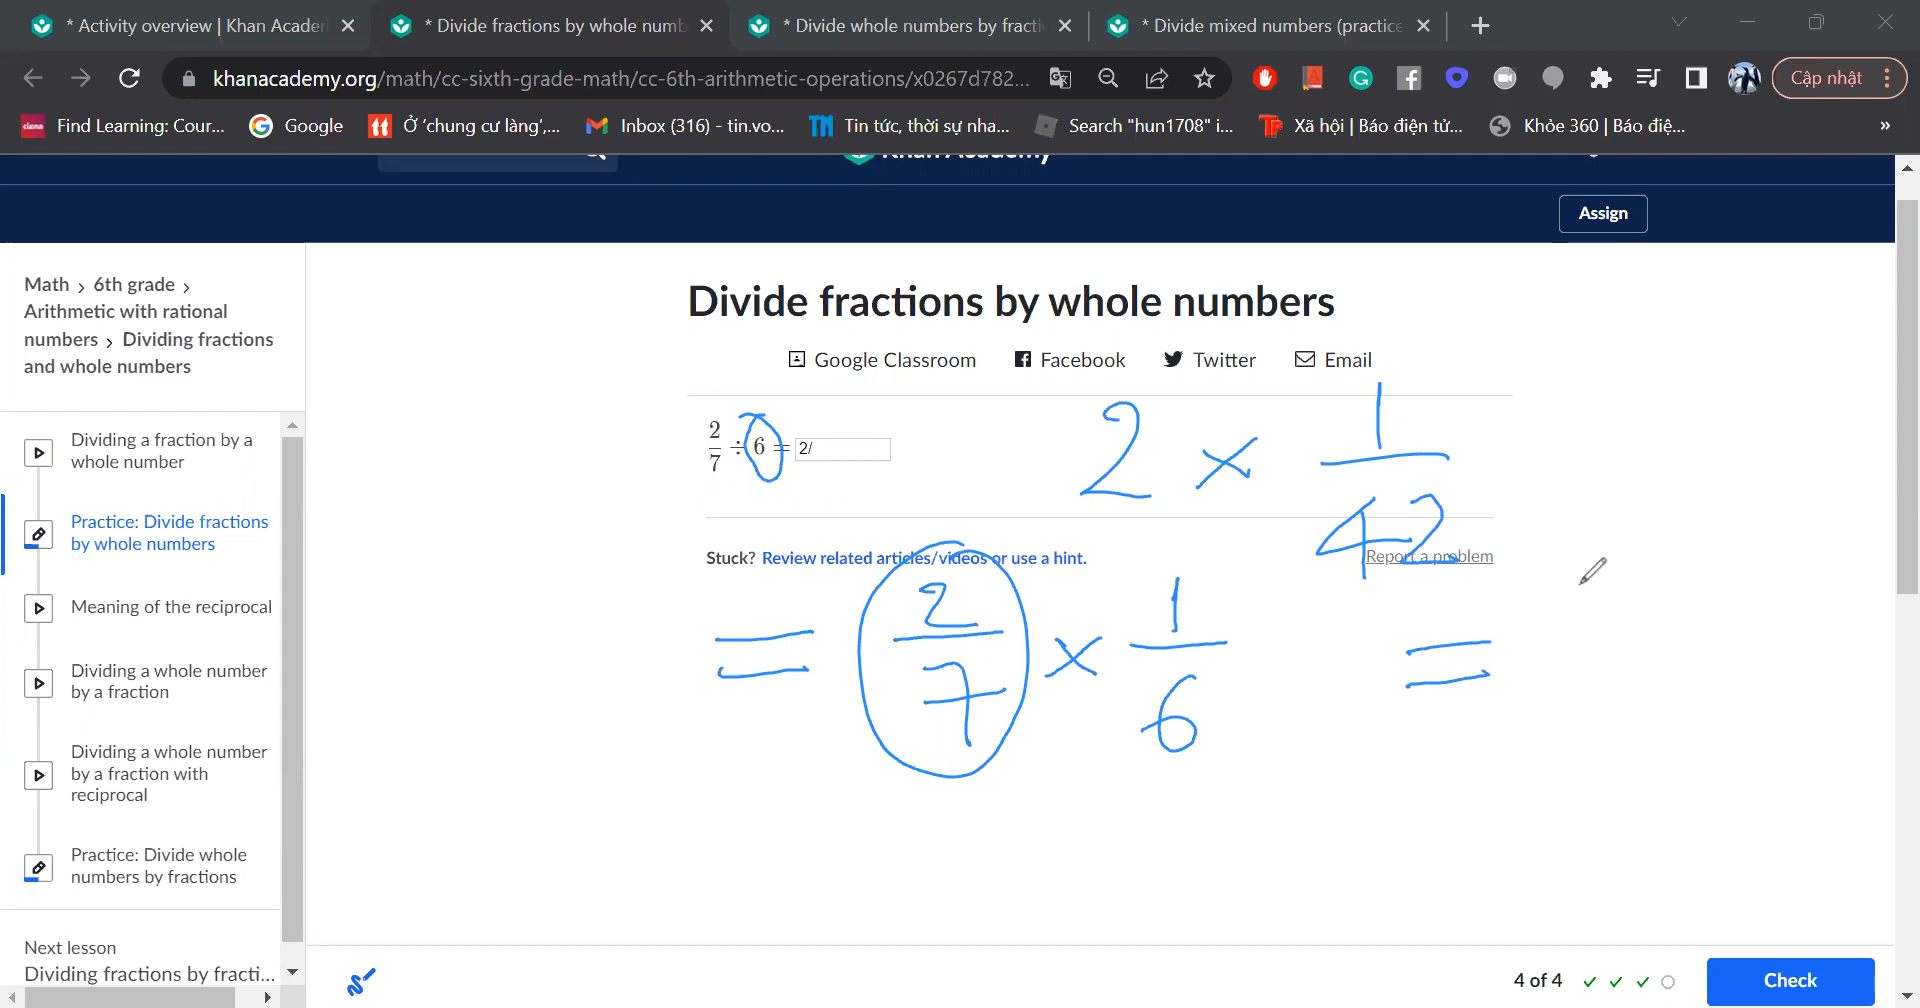 * Activity overview | Khan Acader
* Divide fractions by whole numb
* Divide whole numbers by fracti
* Divide mixed numbers (practice
khanacademy.org/math/cc-sixth-grade-math/cc-6th-arithmetic-operations/x0267d782...
Cập nhật
Find Learning: Cour...
Google
Ở ‘chung cư làng’,...
Inbox (316) - tin.vo...
Tin tức, thời sự nha...
Search "hun1708" i...
Xã hội | Báo điện tử...
Khỏe 360 | Báo điệ...
»
Khan Academy
Assign
Math › 6th grade ›
Arithmetic with rational
numbers › Dividing fractions
and whole numbers
Dividing a fraction by a
whole number
Practice: Divide fractions
by whole numbers
Meaning of the reciprocal
Dividing a whole number
by a fraction
Dividing a whole number
by a fraction with
reciprocal
Practice: Divide whole
numbers by fractions
Next lesson
Dividing fractions by fracti...
Divide fractions by whole numbers
Google Classroom
Facebook
Twitter
Email
2/7 ÷ 6 = 2/
2 × 1/42
Stuck? Review related articles/videos or use a hint.
Report a problem
= 2/7 × 1/6 =
4 of 4
Check